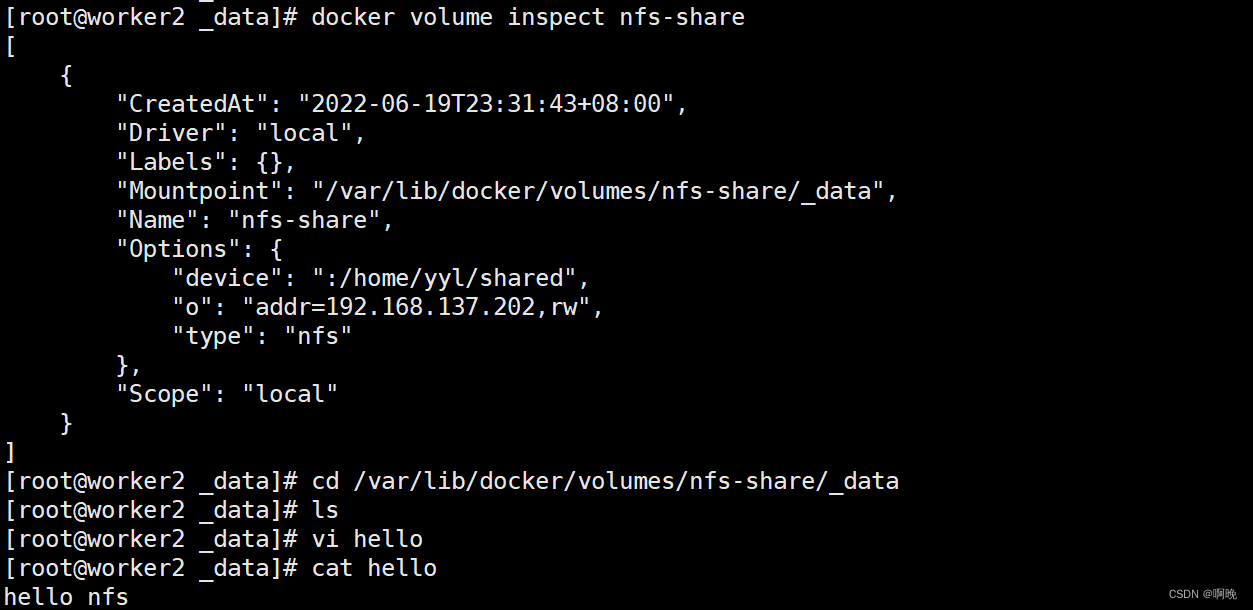 [root@worker2 _data]# docker volume inspect nfs-share
[
    {
        "CreatedAt": "2022-06-19T23:31:43+08:00",
        "Driver": "local",
        "Labels": {},
        "Mountpoint": "/var/lib/docker/volumes/nfs-share/_data",
        "Name": "nfs-share",
        "Options": {
            "device": ":/home/yyl/shared",
            "o": "addr=192.168.137.202,rw",
            "type": "nfs"
        },
        "Scope": "local"
    }
]
[root@worker2 _data]# cd /var/lib/docker/volumes/nfs-share/_data
[root@worker2 _data]# ls
[root@worker2 _data]# vi hello
[root@worker2 _data]# cat hello
hello nfs
CSDN @啊晚